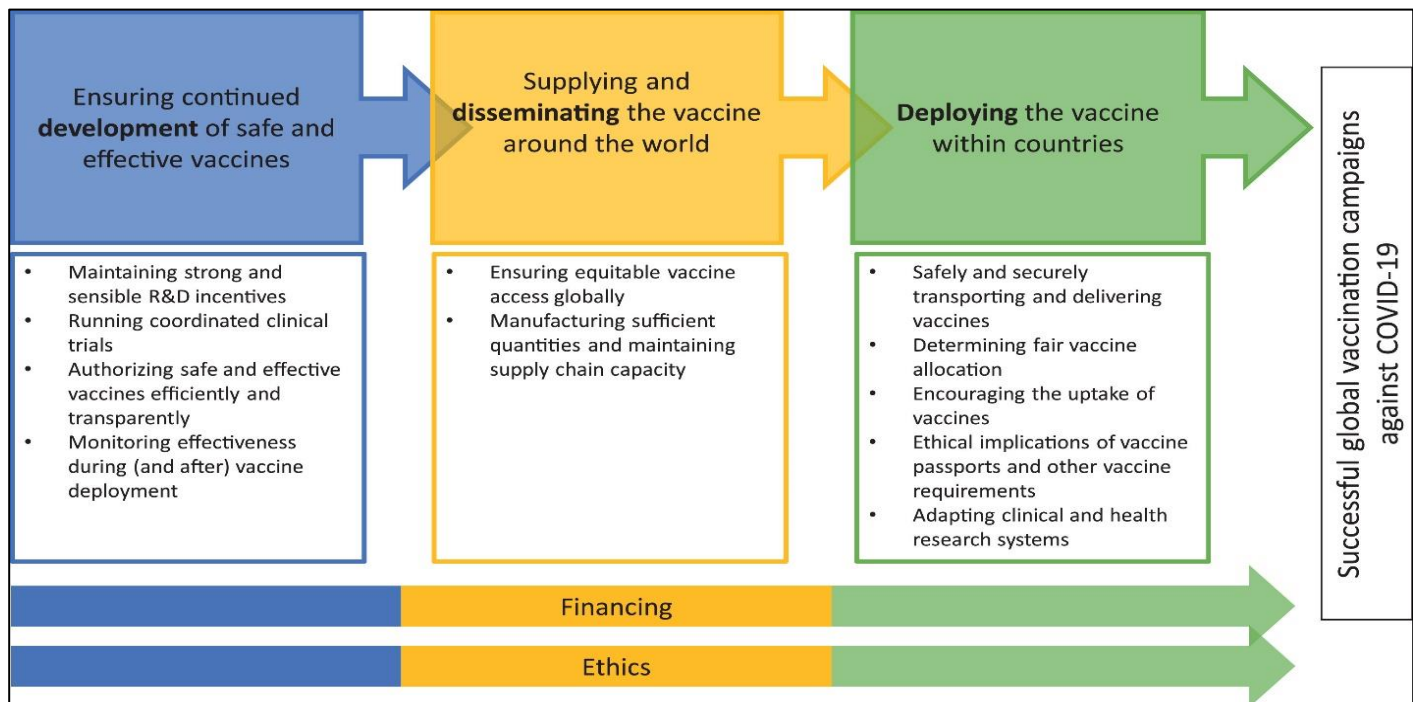 Ensuring continued
development of safe and
effective vaccines
Supplying and
disseminating the vaccine
around the world
Deploying the vaccine
within countries
• Maintaining strong and
sensible R&D incentives
• Running coordinated clinical
trials
• Authorizing safe and effective
vaccines efficiently and
transparently
• Monitoring effectiveness
during (and after) vaccine
deployment
• Ensuring equitable vaccine
access globally
• Manufacturing sufficient
quantities and maintaining
supply chain capacity
• Safely and securely
transporting and delivering
vaccines
• Determining fair vaccine
allocation
• Encouraging the uptake of
vaccines
• Ethical implications of vaccine
passports and other vaccine
requirements
• Adapting clinical and health
research systems
Financing
Ethics
Successful global vaccination campaigns
against COVID-19